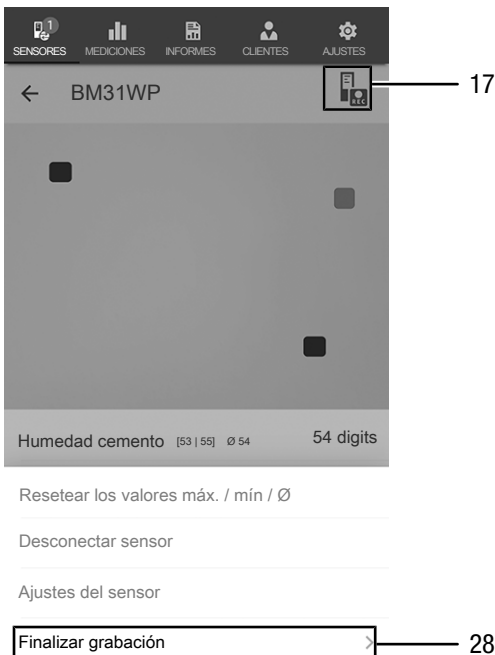 1
SENSORES MEDICIONES INFORMES CLIENTES AJUSTES
← BM31WP
REC
17
Humedad cemento [53 | 55] Ø 54 54 digits
Resetear los valores máx. / mín / Ø
Desconectar sensor
Ajustes del sensor
Finalizar grabación >
28